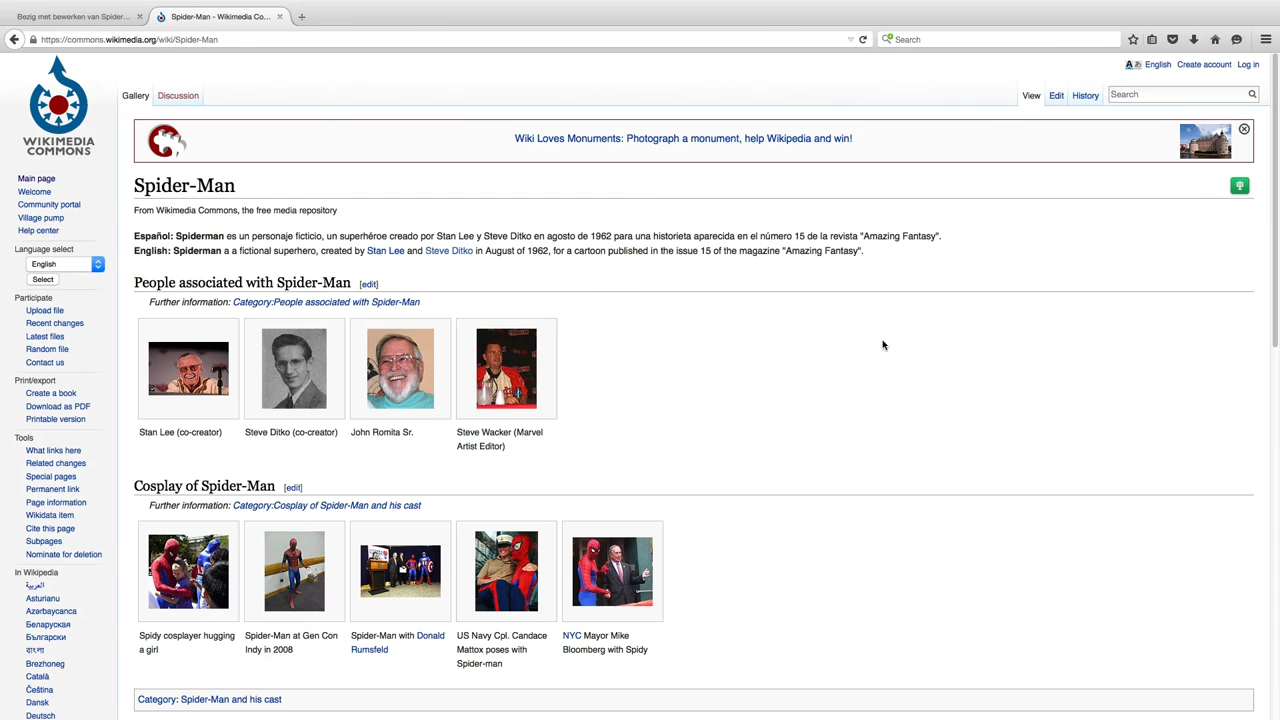 Bezig met bewerken van Spider...
Spider-Man - Wikimedia Co...
https://commons.wikimedia.org/wiki/Spider-Man
Search
English Create account Log in
WIKIMEDIA
COMMONS
Gallery Discussion
View Edit History Search
Wiki Loves Monuments: Photograph a monument, help Wikipedia and win!
Spider-Man
From Wikimedia Commons, the free media repository
Español: Spiderman es un personaje ficticio, un superhéroe creado por Stan Lee y Steve Ditko en agosto de 1962 para una historieta aparecida en el número 15 de la revista "Amazing Fantasy".
English: Spiderman a a fictional superhero, created by Stan Lee and Steve Ditko in August of 1962, for a cartoon published in the issue 15 of the magazine "Amazing Fantasy".
People associated with Spider-Man [edit]
Further information: Category:People associated with Spider-Man
Stan Lee (co-creator)
Steve Ditko (co-creator)
John Romita Sr.
Steve Wacker (Marvel
Artist Editor)
Cosplay of Spider-Man [edit]
Further information: Category:Cosplay of Spider-Man and his cast
Spidy cosplayer hugging
a girl
Spider-Man at Gen Con
Indy in 2008
Spider-Man with Donald
Rumsfeld
US Navy Cpl. Candace
Mattox poses with
Spider-man
NYC Mayor Mike
Bloomberg with Spidy
Category: Spider-Man and his cast
Main page
Welcome
Community portal
Village pump
Help center
Language select
English
Select
Participate
Upload file
Recent changes
Latest files
Random file
Contact us
Print/export
Create a book
Download as PDF
Printable version
Tools
What links here
Related changes
Special pages
Permanent link
Page information
Wikidata item
Cite this page
Subpages
Nominate for deletion
In Wikipedia
العربية
Asturianu
Azərbaycanca
Беларуская
Български
বাংলা
Brezhoneg
Català
Čeština
Dansk
Deutsch